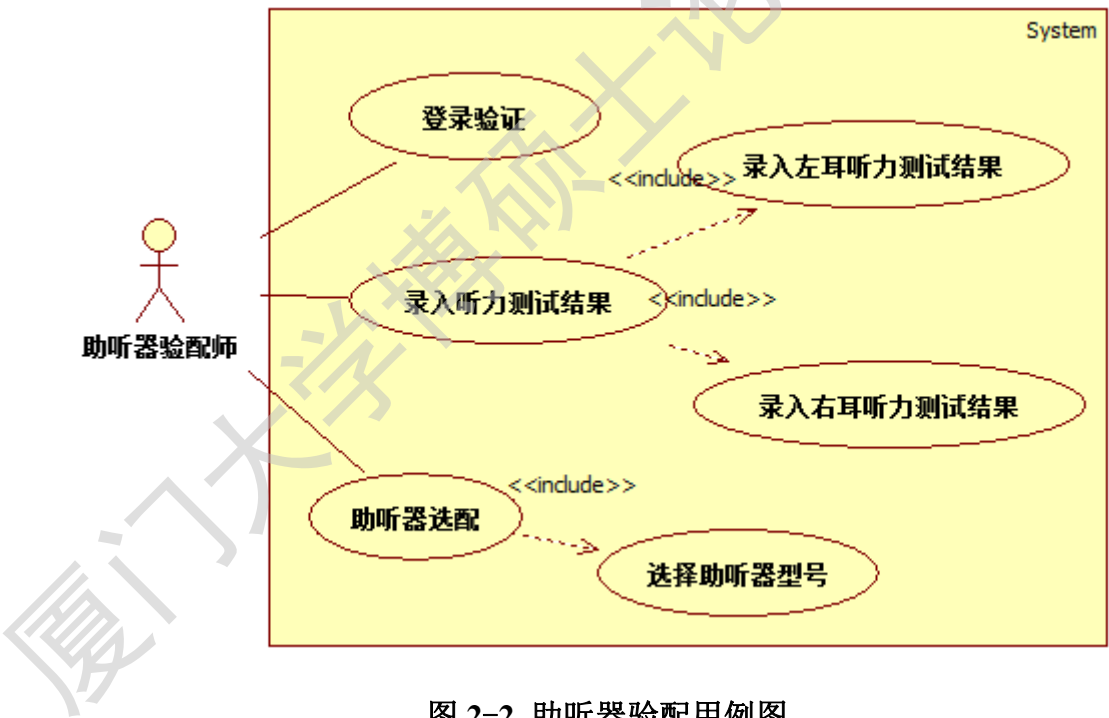 System
登录验证
<<include>>
录入左耳听力测试结果
录入听力测试结果
<<include>>
助听器验配师
录入右耳听力测试结果
<<include>>
助听器选配
选择助听器型号
图 2-2 助听器验配用例图
厦门大学博硕士论